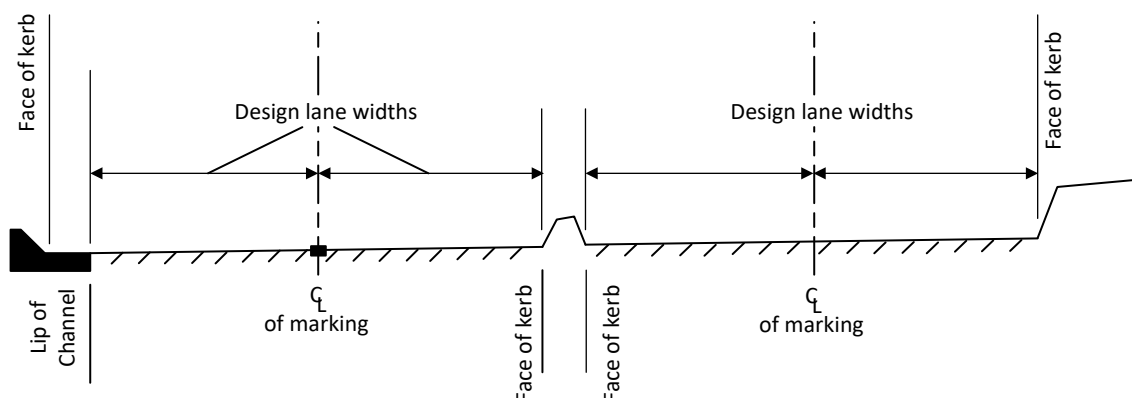 Face of kerb
Design lane widths
Design lane widths
Face of kerb
Lip of
Channel
CL
of marking
Face of kerb
Face of kerb
CL
of marking